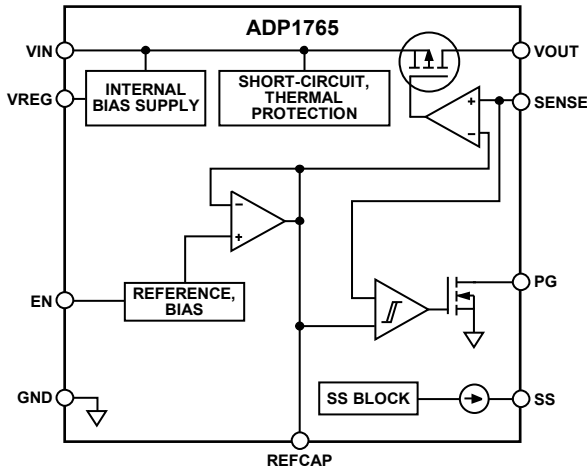 ADP1765
VIN
VOUT
VREG
INTERNAL
BIAS SUPPLY
SHORT-CIRCUIT,
THERMAL
PROTECTION
SENSE
+
−
−
+
EN
REFERENCE,
BIAS
PG
GND
SS BLOCK
SS
REFCAP